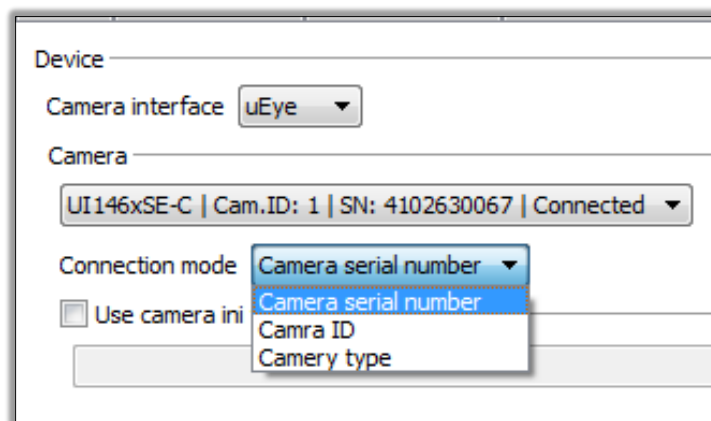 Device
Camera interface uEye
Camera
UI146xSE-C | Cam.ID: 1 | SN: 4102630067 | Connected
Connection mode Camera serial number
Camera serial number
Use camera ini
Camra ID
Camery type